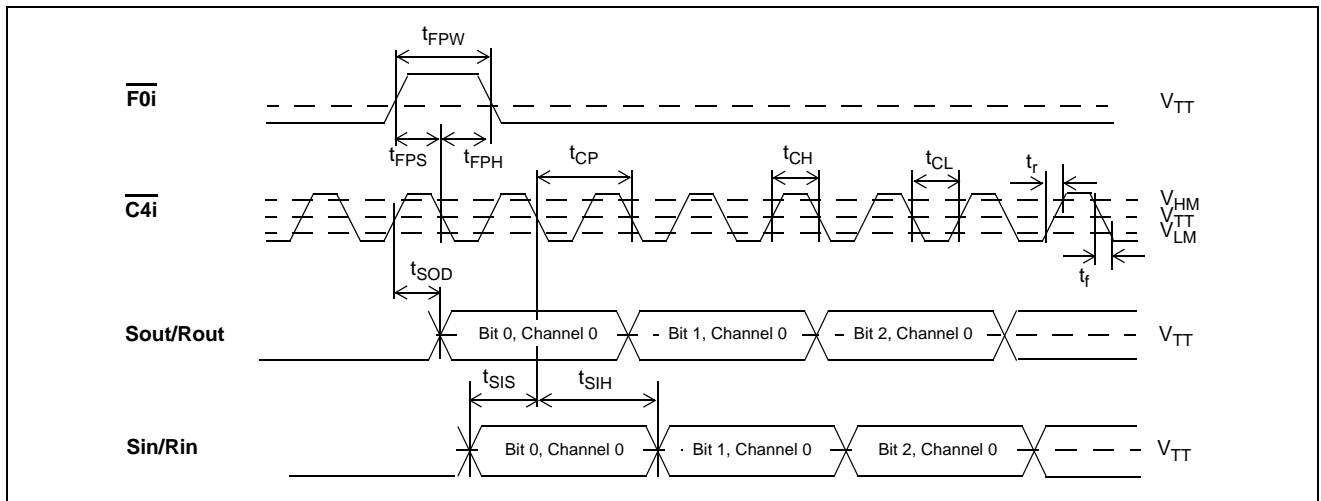 tFPW
F0i
VTT
tFPS
tFPH
tCP
tCH
tCL
tr
C4i
VHM
VTT
VLM
tSOD
tf
Sout/Rout
Bit 0, Channel 0
Bit 1, Channel 0
Bit 2, Channel 0
VTT
tSIS
tSIH
Sin/Rin
Bit 0, Channel 0
Bit 1, Channel 0
Bit 2, Channel 0
VTT